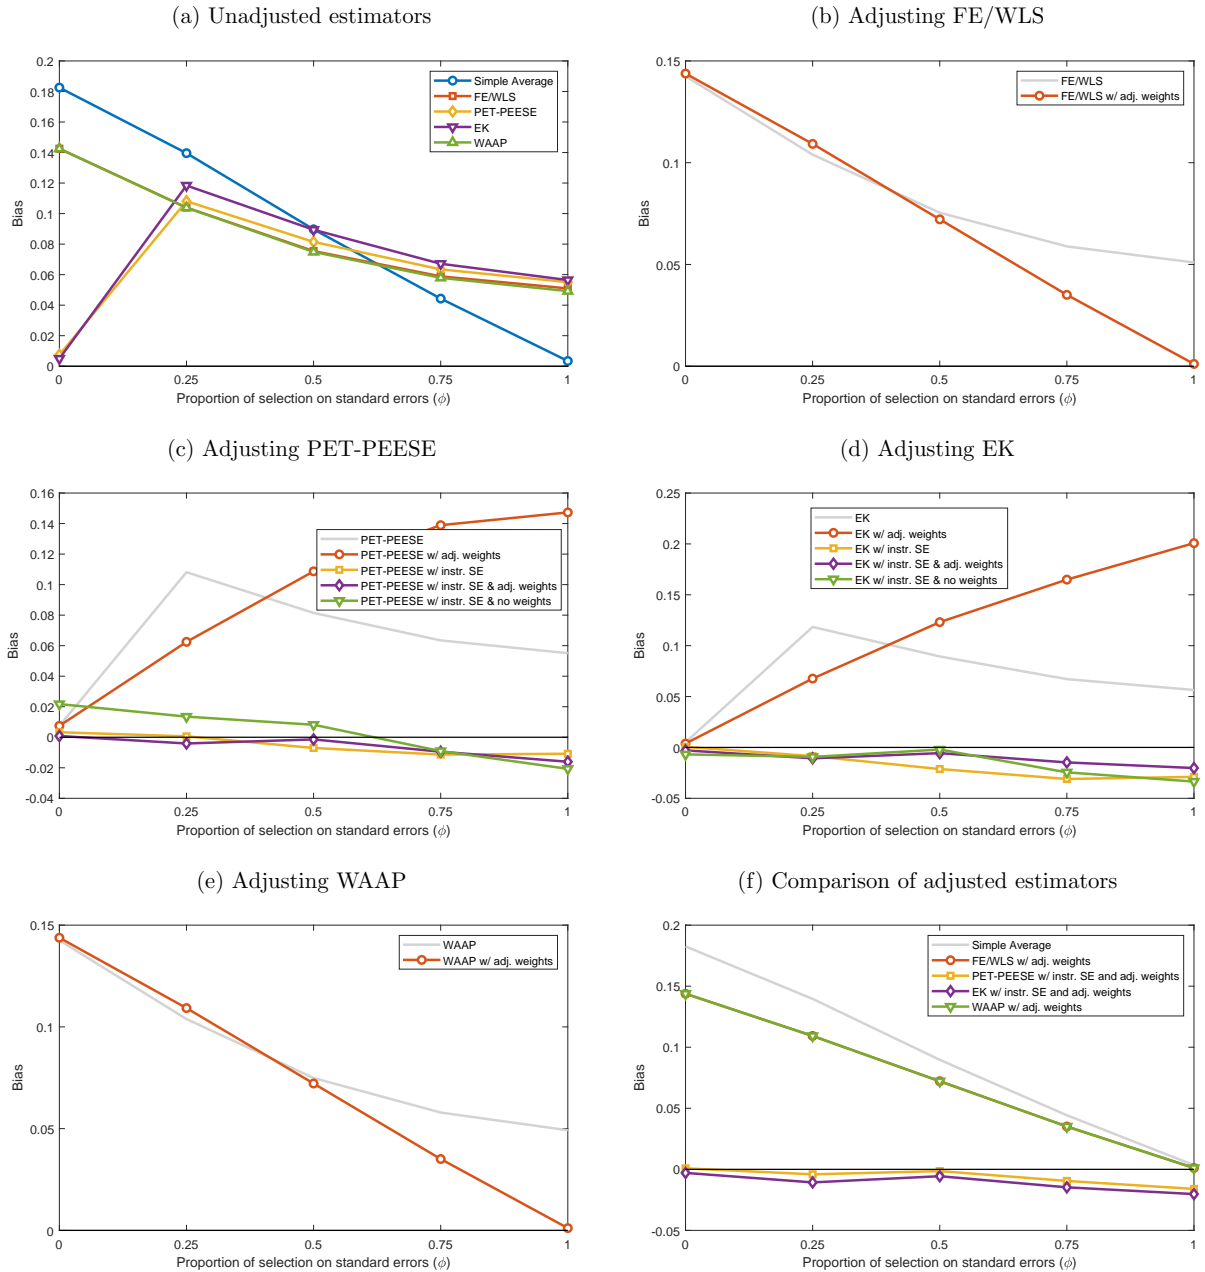 (a) Unadjusted estimators
0.2
0.18
0.16
0.14
0.12
0.1
0.08
0.06
0.04
0.02
0
Bias
Simple Average
FE/WLS
PET-PEESE
EK
WAAP
0 0.25 0.5 0.75 1
Proportion of selection on standard errors (ϕ)
(b) Adjusting FE/WLS
0.15
0.1
0.05
0
Bias
FE/WLS
FE/WLS w/ adj. weights
0 0.25 0.5 0.75 1
Proportion of selection on standard errors (ϕ)
(c) Adjusting PET-PEESE
0.16
0.14
0.12
0.1
0.08
0.06
0.04
0.02
0
-0.02
-0.04
Bias
PET-PEESE
PET-PEESE w/ adj. weights
PET-PEESE w/ instr. SE
PET-PEESE w/ instr. SE & adj. weights
PET-PEESE w/ instr. SE & no weights
0 0.25 0.5 0.75 1
Proportion of selection on standard errors (ϕ)
(d) Adjusting EK
0.25
0.2
0.15
0.1
0.05
0
-0.05
Bias
EK
EK w/ adj. weights
EK w/ instr. SE
EK w/ instr. SE & adj. weights
EK w/ instr. SE & no weights
0 0.25 0.5 0.75 1
Proportion of selection on standard errors (ϕ)
(e) Adjusting WAAP
0.15
0.1
0.05
0
Bias
WAAP
WAAP w/ adj. weights
0 0.25 0.5 0.75 1
Proportion of selection on standard errors (ϕ)
(f) Comparison of adjusted estimators
0.2
0.15
0.1
0.05
0
-0.05
Bias
Simple Average
FE/WLS w/ adj. weights
PET-PEESE w/ instr. SE and adj. weights
EK w/ instr. SE and adj. weights
WAAP w/ adj. weights
0 0.25 0.5 0.75 1
Proportion of selection on standard errors (ϕ)